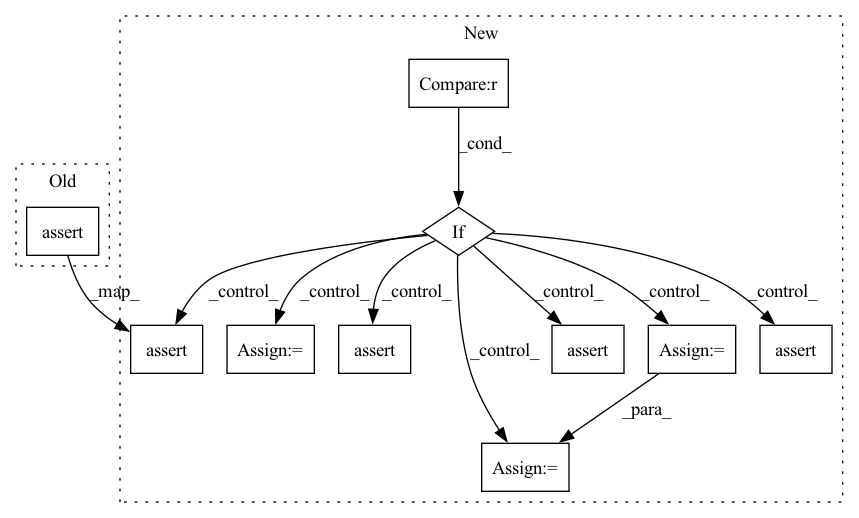 New
Compare:r
_cond_
Old
assert
If
_map_
_control_
_control_
_control_
_control_
_control_
_control_
_control_
assert
Assign:=
assert
assert
Assign:=
assert
_para_
Assign:=